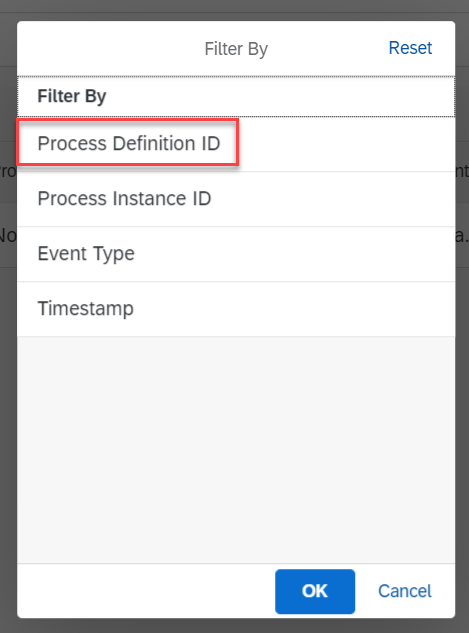 Filter By
Reset
Filter By
Process Definition ID
Process Instance ID
Event Type
Timestamp
OK
Cancel